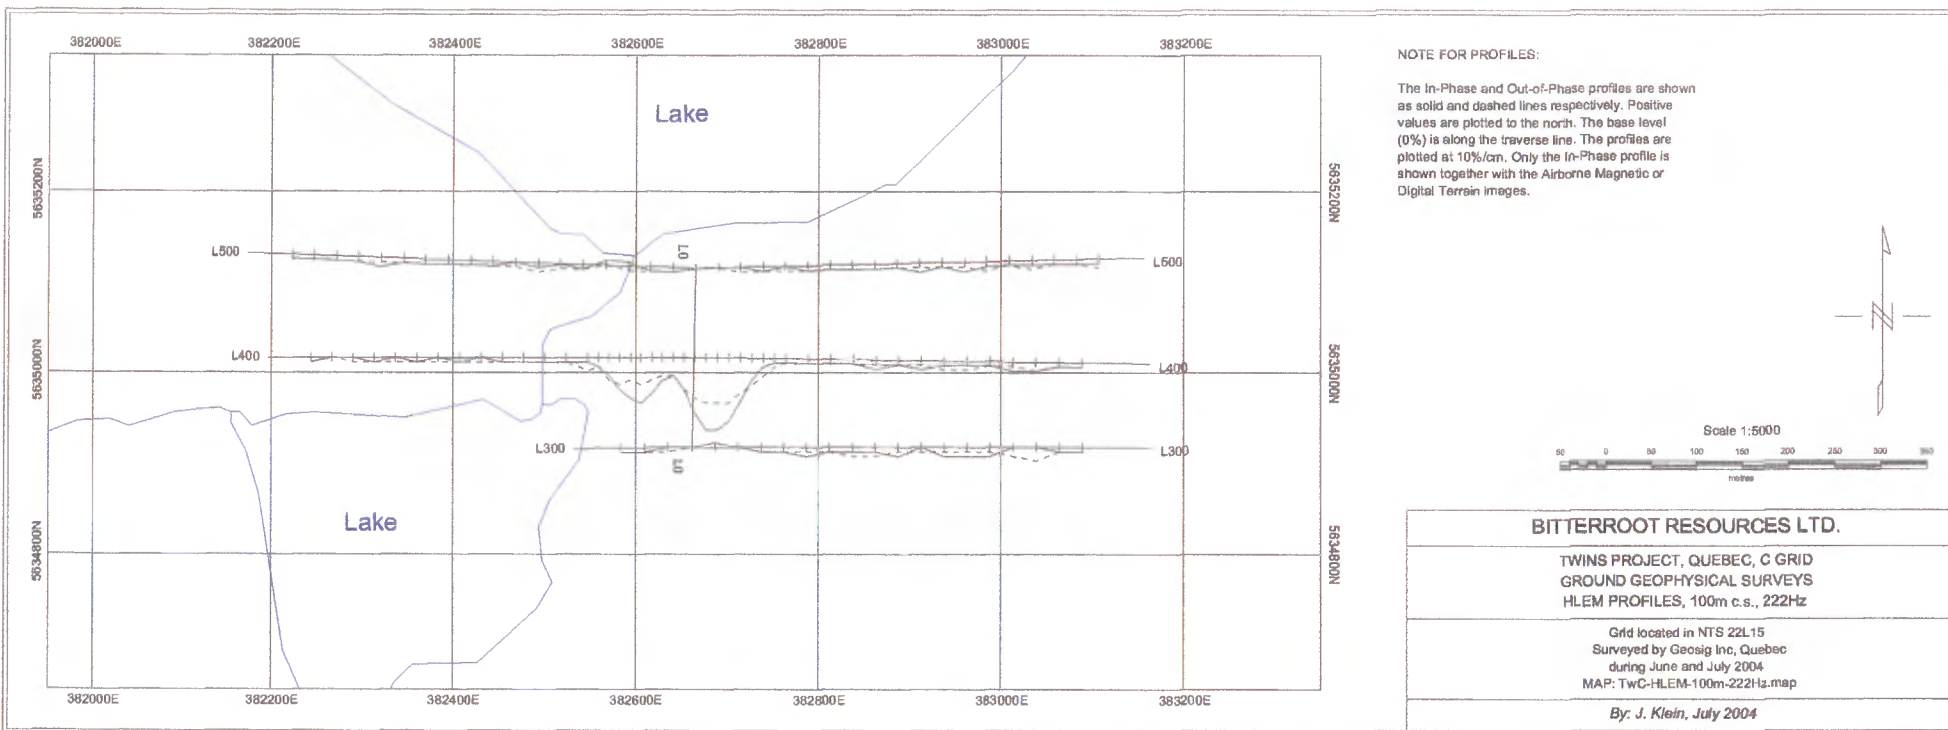 382000E 382200E 382400E 382600E 382800E 383000E 383200E
Lake
5635200N 5635200N
L500 L0 L500
L400 L400
5635000N 5635000N
L300 L300
Lake
5634800N 5634800N
382000E 382200E 382400E 382600E 382800E 383000E 383200E
NOTE FOR PROFILES:
The In-Phase and Out-of-Phase profiles are shown
as solid and dashed lines respectively. Positive
values are plotted to the north. The base level
(0%) is along the traverse line. The profiles are
plotted at 10%/cm. Only the In-Phase profile is
shown together with the Airborne Magnetic or
Digital Terrain images.
N
Scale 1:5000
50 0 50 100 150 200 250 300 350
metres
BITTERROOT RESOURCES LTD.
TWINS PROJECT, QUEBEC, C GRID
GROUND GEOPHYSICAL SURVEYS
HLEM PROFILES, 100m c.s., 222Hz
Grid located in NTS 22L15
Surveyed by Geosig Inc, Quebec
during June and July 2004
MAP: TwC-HLEM-100m-222Hz.map
By: J. Klein, July 2004